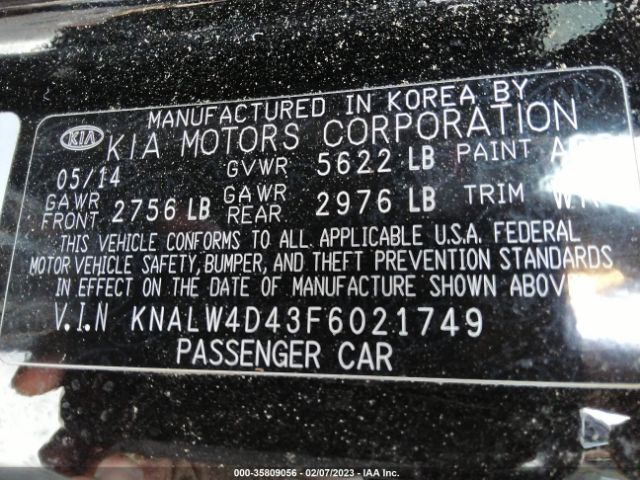 MANUFACTURED IN KOREA BY
KIA KIA MOTORS CORPORATION
05/14 GVWR 5622 LB PAINT
GAWR FRONT 2756 LB GAWR REAR 2976 LB TRIM
THIS VEHICLE CONFORMS TO ALL APPLICABLE U.S.A. FEDERAL
MOTOR VEHICLE SAFETY, BUMPER, AND THEFT PREVENTION STANDARDS
IN EFFECT ON THE DATE OF MANUFACTURE SHOWN ABOVE
V.I.N KNALW4D43F6021749
PASSENGER CAR
000-35809056 - 02/07/2023 - IAA Inc.